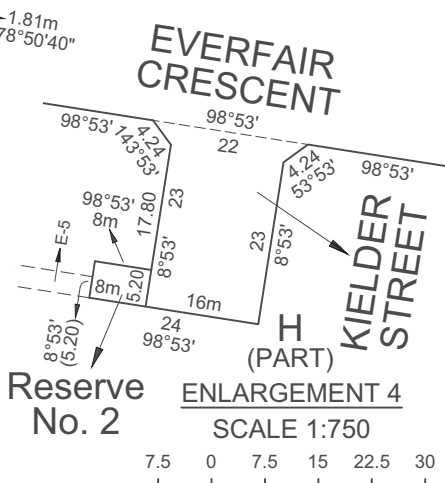 1.81m
78°50'40"
EVERFAIR
CRESCENT
98°53'
22
98°53'
4.24
143°53'
4.24
53°53'
98°53'
17.80
23
8°53'
23
8°53'
98°53'
8m
E-5
8m
5.20
16m
24
98°53'
8°53'
(5.20)
KIELDER
STREET
H
(PART)
Reserve
No. 2
ENLARGEMENT 4
SCALE 1:750
7.5 0 7.5 15 22.5 30